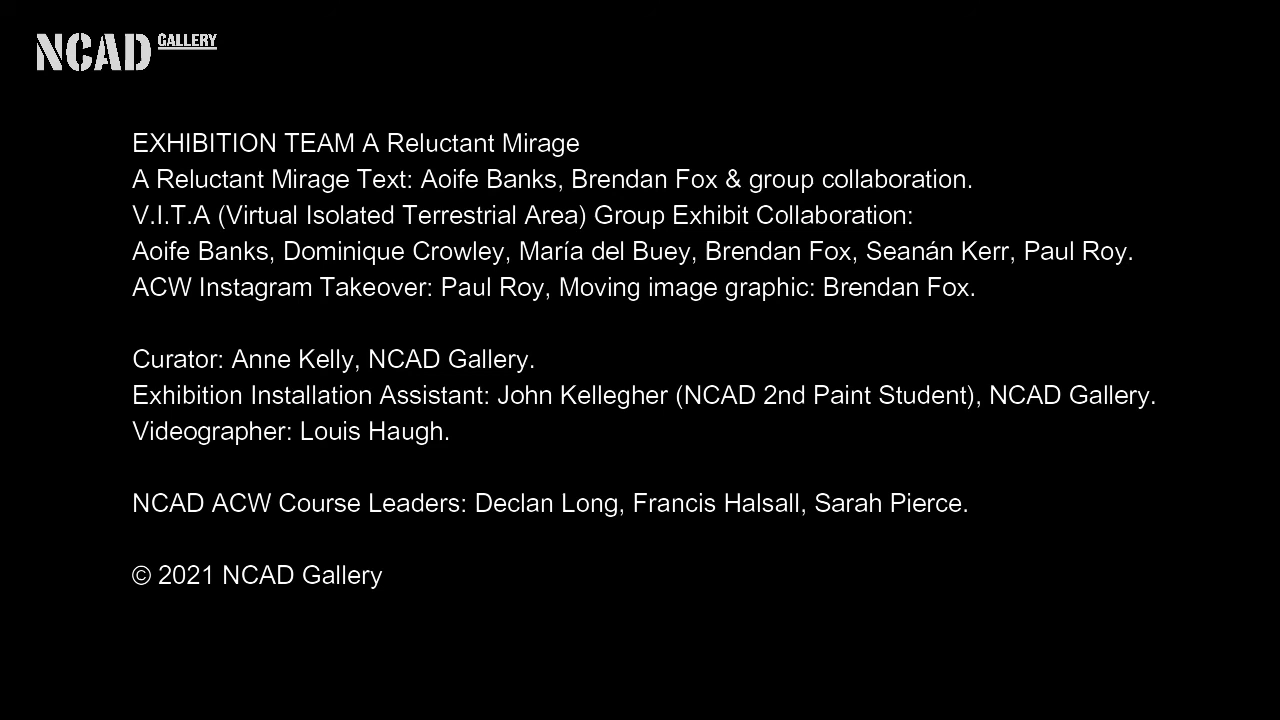 NCAD GALLERY
EXHIBITION TEAM A Reluctant Mirage
A Reluctant Mirage Text: Aoife Banks, Brendan Fox & group collaboration.
V.I.T.A (Virtual Isolated Terrestrial Area) Group Exhibit Collaboration:
Aoife Banks, Dominique Crowley, María del Buey, Brendan Fox, Seanán Kerr, Paul Roy.
ACW Instagram Takeover: Paul Roy, Moving image graphic: Brendan Fox.
Curator: Anne Kelly, NCAD Gallery.
Exhibition Installation Assistant: John Kellegher (NCAD 2nd Paint Student), NCAD Gallery.
Videographer: Louis Haugh.
NCAD ACW Course Leaders: Declan Long, Francis Halsall, Sarah Pierce.
© 2021 NCAD Gallery